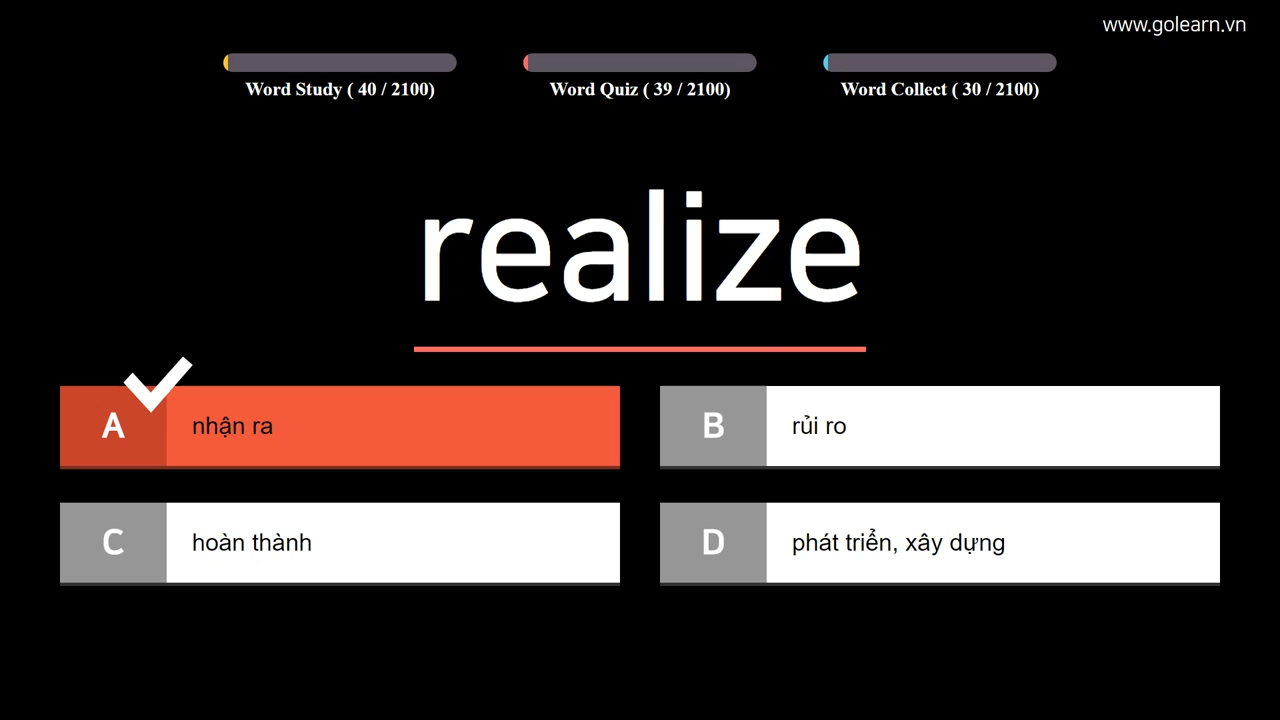 www.golearn.vn
Word Study ( 40 / 2100)
Word Quiz ( 39 / 2100)
Word Collect ( 30 / 2100)
realize
A nhận ra
B rủi ro
C hoàn thành
D phát triển, xây dựng